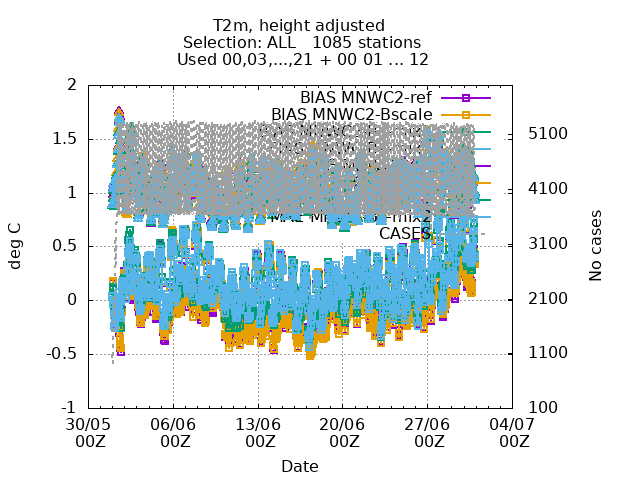 T2m, height adjusted
Selection: ALL 1085 stations
Used 00,03,...,21 + 00 01 ... 12
BIAS MNWC2-ref
BIAS MNWC2-Bscale
CASES
deg C
2
1.5
1
0.5
0
-0.5
-1
No cases
5100
4100
3100
2100
1100
100
30/05 06/06 13/06 20/06 27/06 04/07
00Z 00Z 00Z 00Z 00Z 00Z
Date